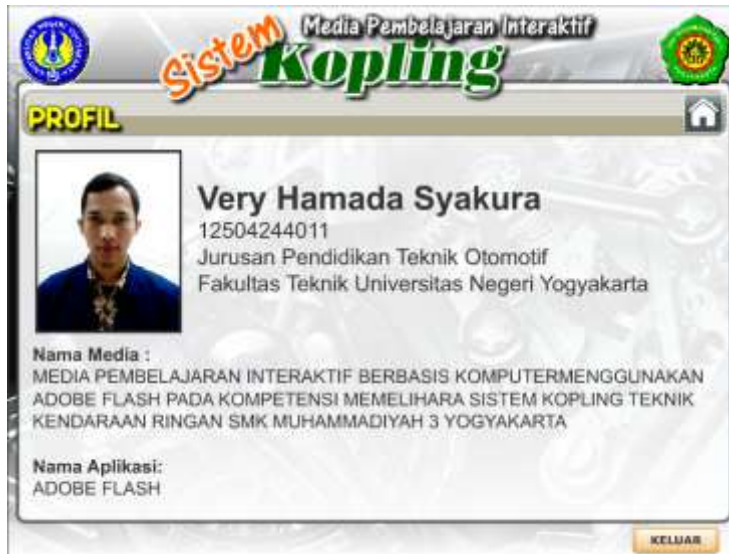 Media Pembelajaran Interaktif
Sistem
Kopling
PROFIL
Very Hamada Syakura
12504244011
Jurusan Pendidikan Teknik Otomotif
Fakultas Teknik Universitas Negeri Yogyakarta
Nama Media :
MEDIA PEMBELAJARAN INTERAKTIF BERBASIS KOMPUTERMENGGUNAKAN
ADOBE FLASH PADA KOMPETENSI MEMELIHARA SISTEM KOPLING TEKNIK
KENDARAAN RINGAN SMK MUHAMMADIYAH 3 YOGYAKARTA
Nama Aplikasi:
ADOBE FLASH
KELUAR